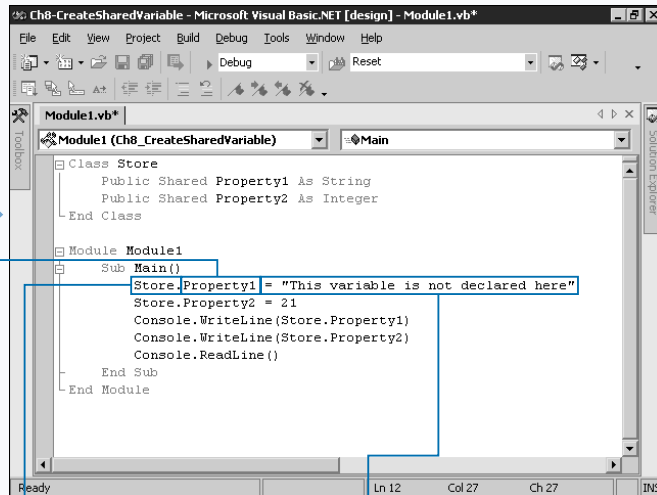 Ch8-CreateSharedVariable - Microsoft Visual Basic.NET [design] - Module1.vb*
File Edit View Project Build Debug Tools Window Help
Debug Reset
Module1.vb*
Toolbox
Module1 (Ch8_CreateSharedVariable) Main
Solution Explorer
Class Store
Public Shared Property1 As String
Public Shared Property2 As Integer
End Class
Module Module1
Sub Main()
Store.Property1 = "This variable is not declared here"
Store.Property2 = 21
Console.WriteLine(Store.Property1)
Console.WriteLine(Store.Property2)
Console.ReadLine()
End Sub
End Module
Ready Ln 12 Col 27 Ch 27 INS